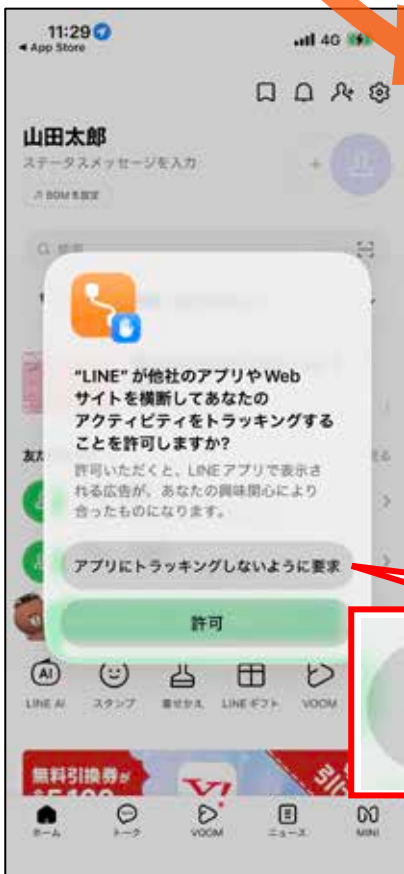 11:29
4G
◀ App Store
山田太郎
ステータスメッセージを入力
BGMを設定
"LINE" が他社のアプリや Web
サイトを横断してあなたの
アクティビティをトラッキングする
ことを許可しますか?
許可いただくと、LINE アプリで表示さ
れる広告が、あなたの興味関心により
合ったものになります。
アプリにトラッキングしないように要求
許可
LINE AI
スタンプ
着せかえ
LINE ギフト
VOOM
無料引換券が
Y!
ホーム
トーク
VOOM
ニュース
MINI